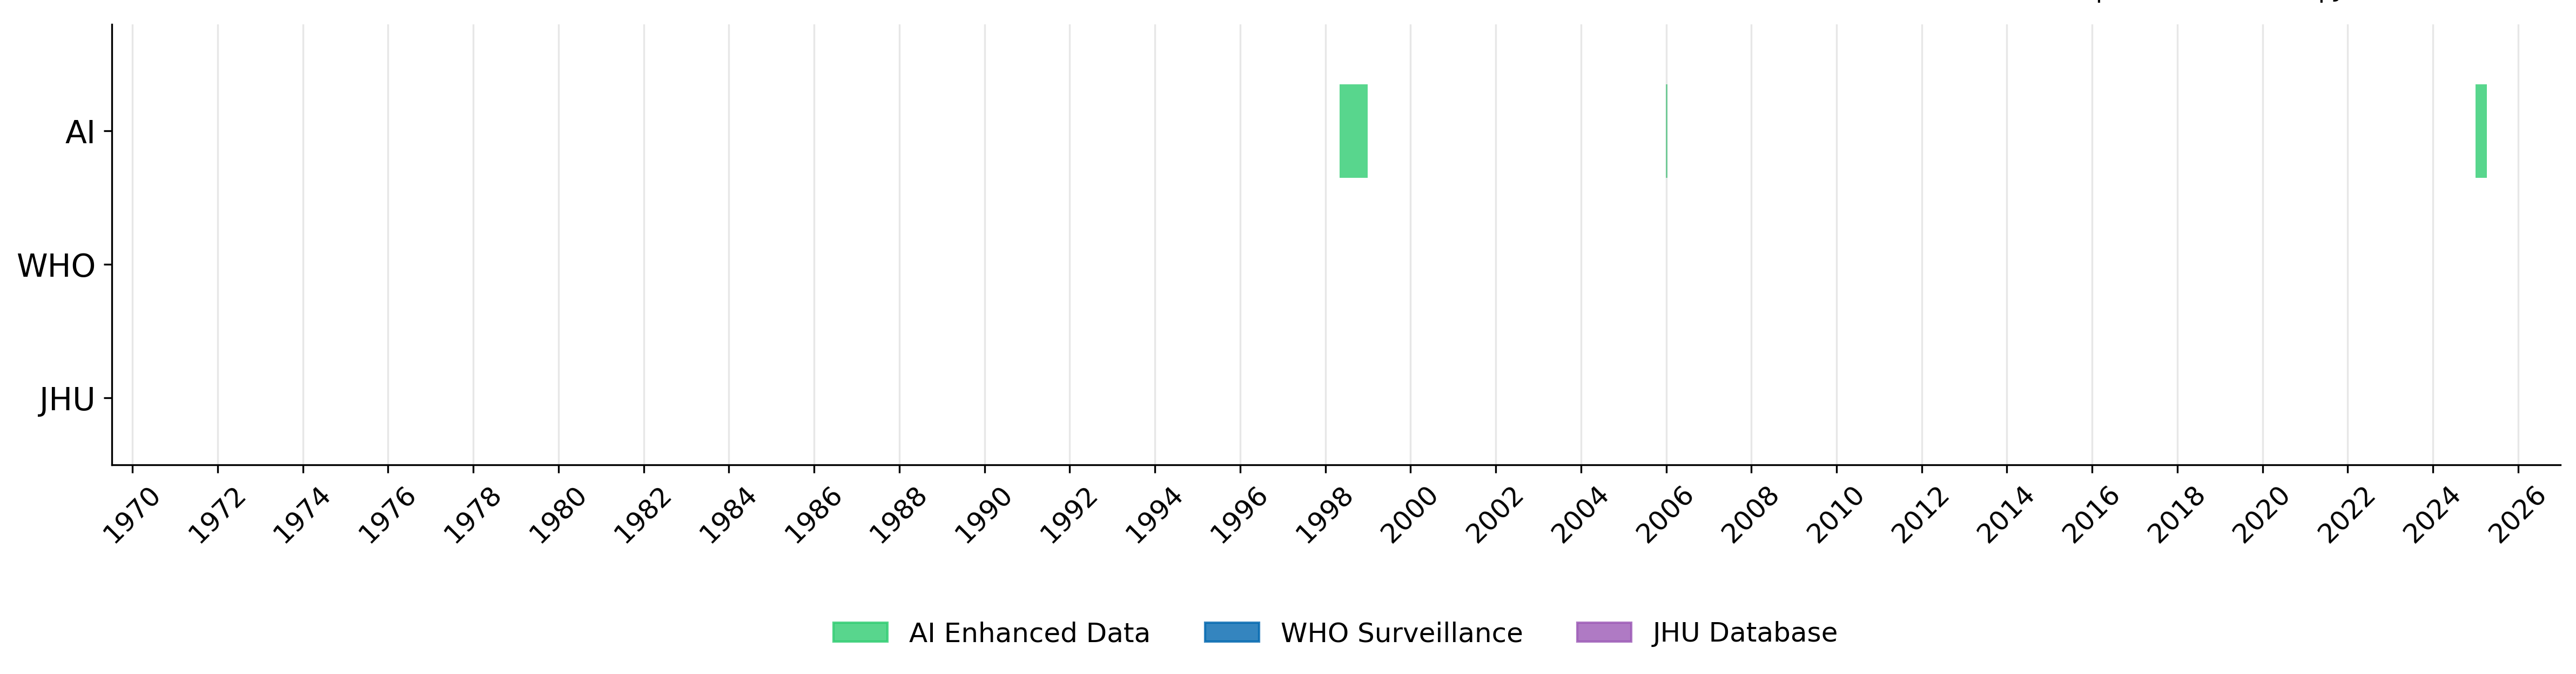 AI
WHO
JHU
1970 1972 1974 1976 1978 1980 1982 1984 1986 1988 1990 1992 1994 1996 1998 2000 2002 2004 2006 2008 2010 2012 2014 2016 2018 2020 2022 2024 2026
AI Enhanced Data WHO Surveillance JHU Database